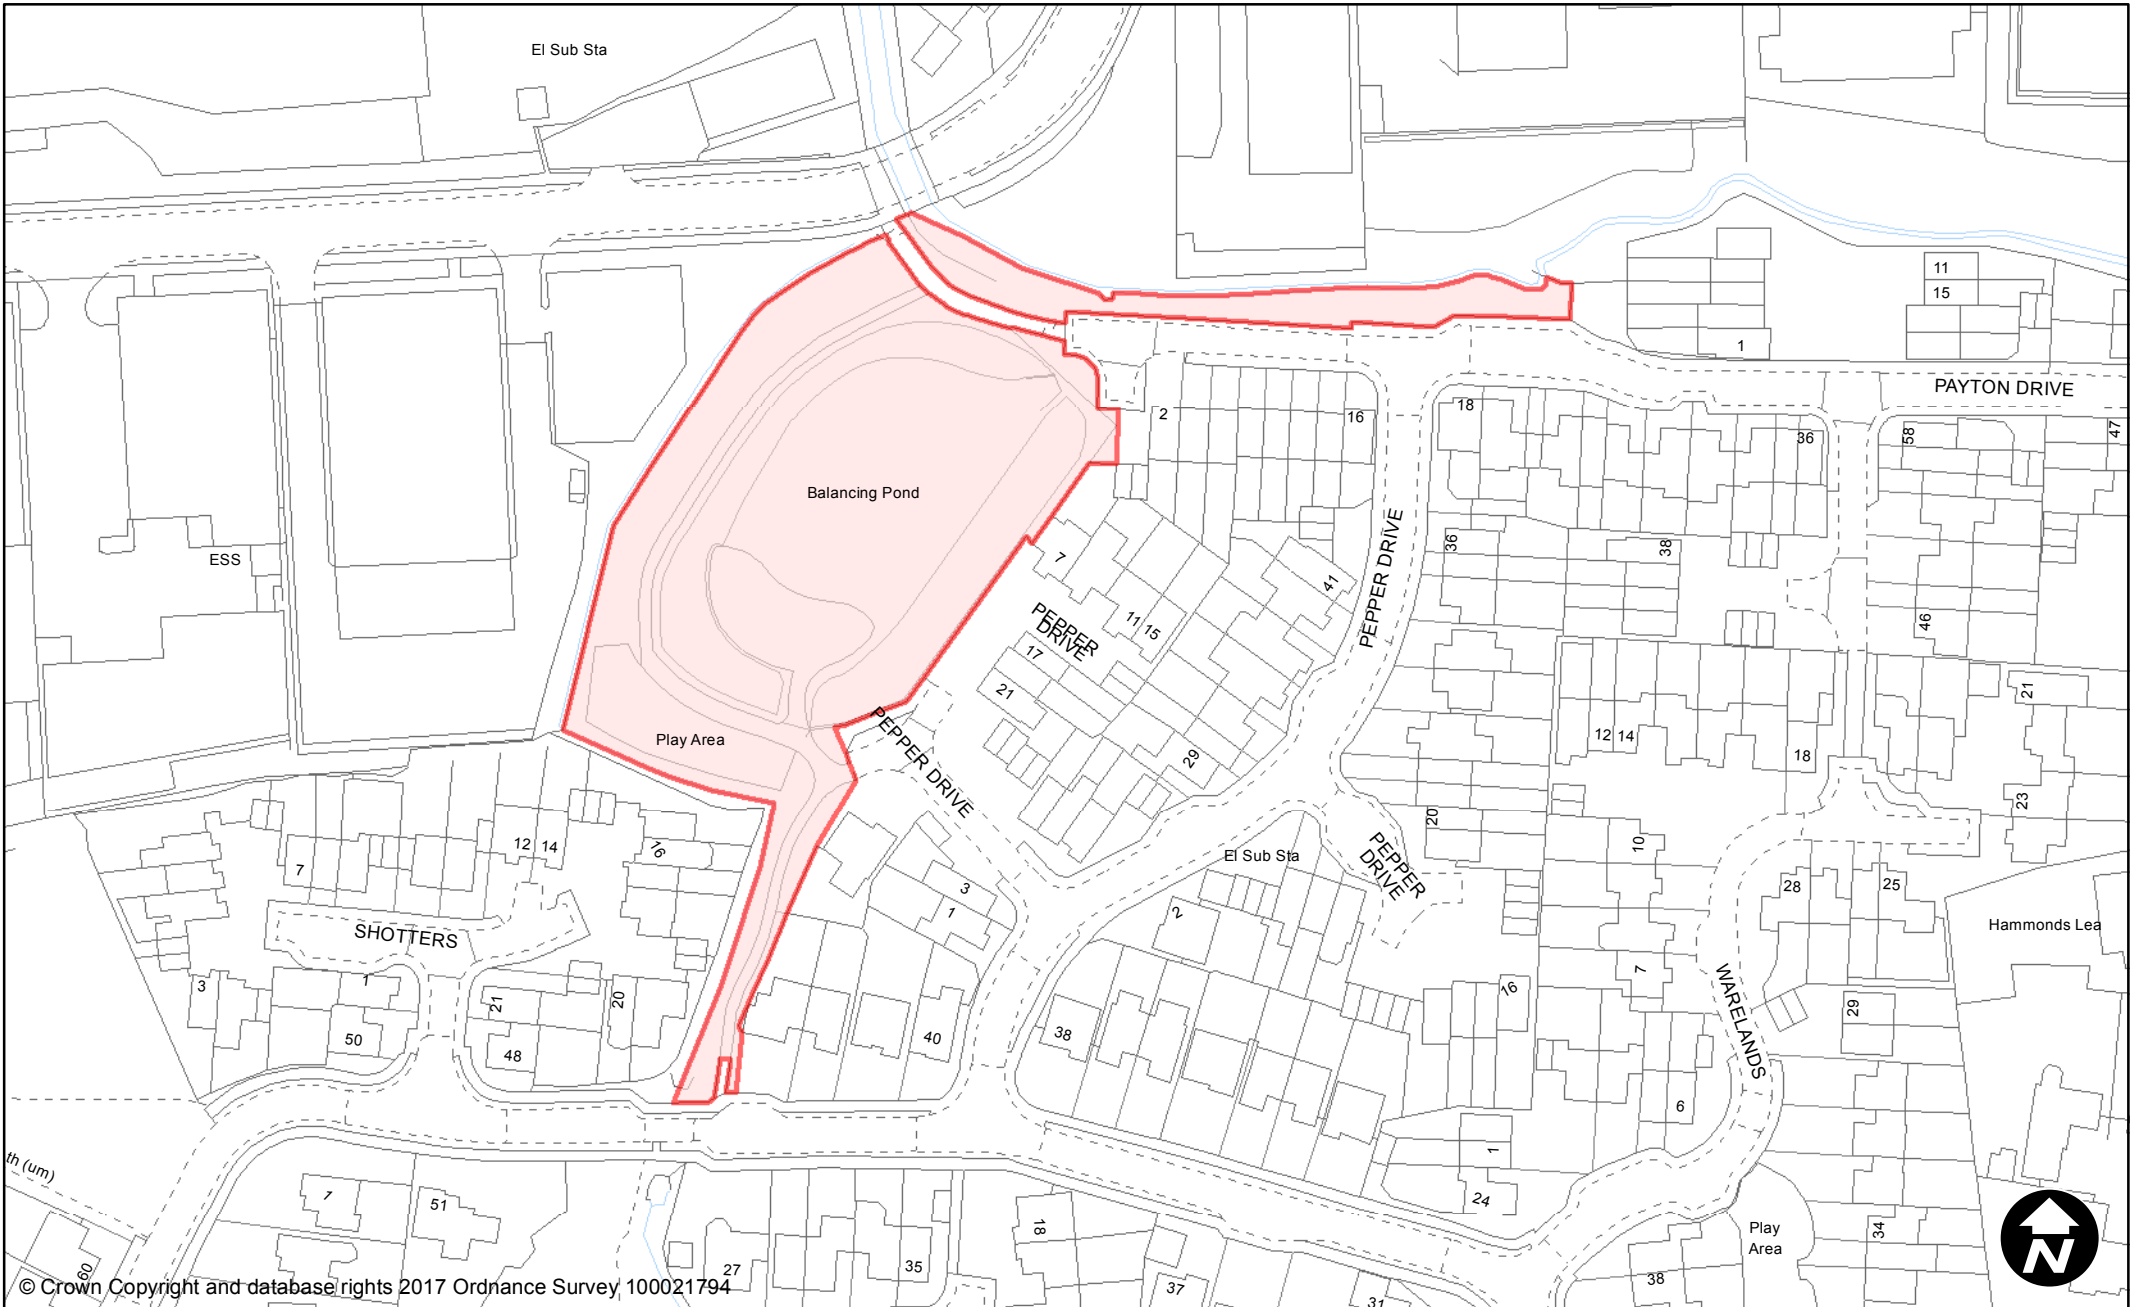 El Sub Sta
11
15
1
PAYTON DRIVE
2
16
18
36
58
47
Balancing Pond
ESS
7
PEPPER DRIVE
36
38
41
11 15
PEPPER
DRIVE
17
46
21
21
Play Area
PEPPER DRIVE
12 14
18
29
23
20
12 14
16
7
El Sub Sta
PEPPER
DRIVE
10
28
25
3
1
2
Hammonds Lea
SHOTTERS
3
1
21
20
16
7
WARELANDS
29
50
48
40
38
6
1
th (um)
7
51
24
18
34
Play
Area
27
35
60
37
38
31
© Crown Copyright and database rights 2017 Ordnance Survey 100021794
N